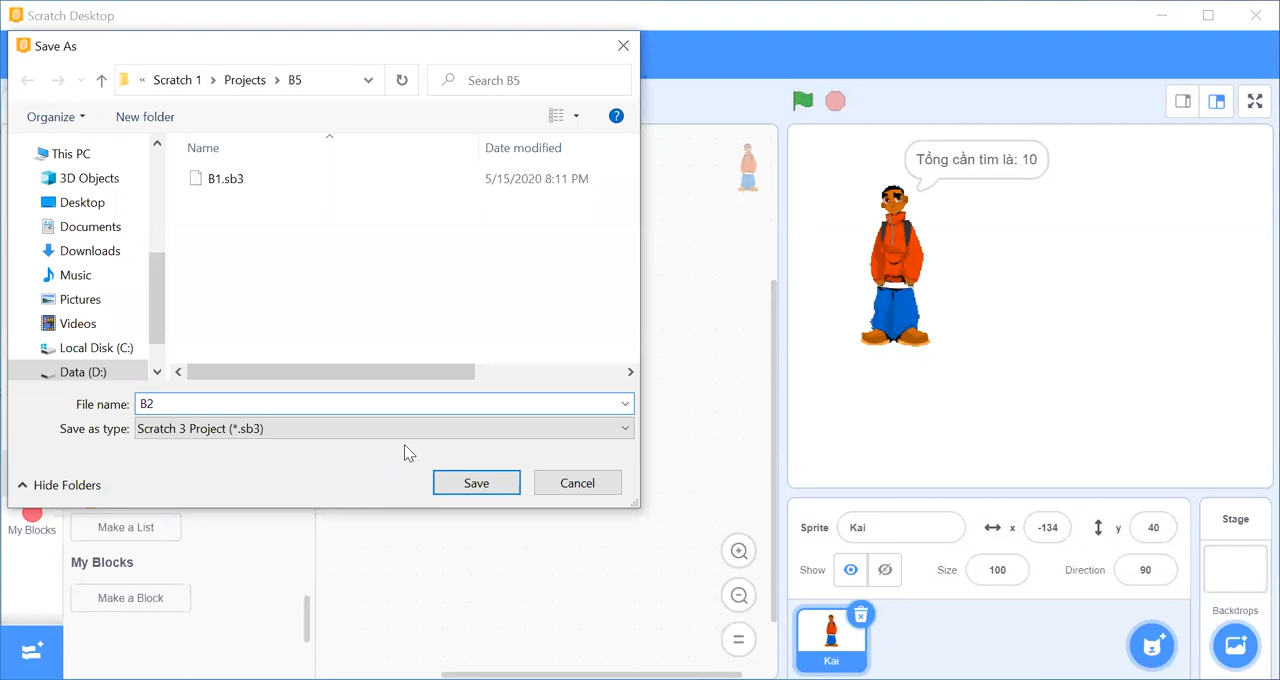 Scratch Desktop
Save As
« Scratch 1 > Projects > B5
Search B5
Organize
New folder
?
Name
Date modified
B1.sb3
5/15/2020 8:11 PM
This PC
3D Objects
Desktop
Documents
Downloads
Music
Pictures
Videos
Local Disk (C:)
Data (D:)
File name: B2
Save as type: Scratch 3 Project (*.sb3)
Hide Folders
Save
Cancel
My Blocks
Make a List
My Blocks
Make a Block
Tổng cần tìm là: 10
Sprite Kai x -134 y 40
Show Size 100 Direction 90
Kai
Stage
Backdrops